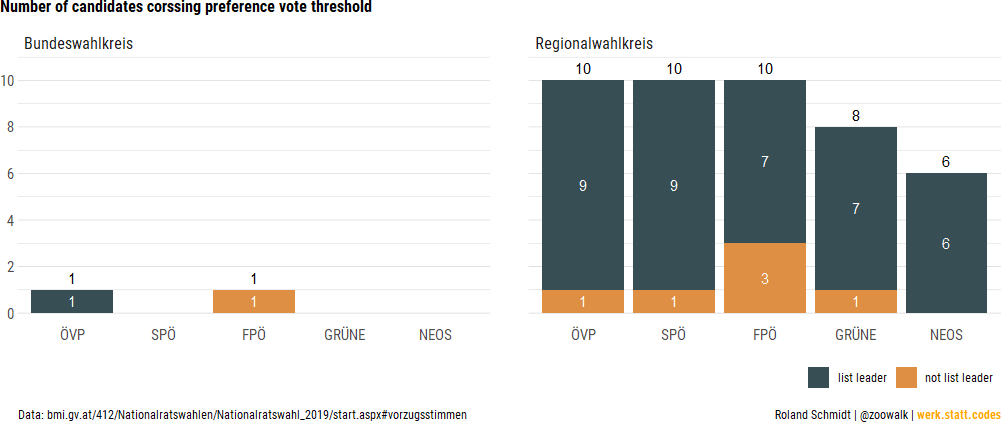 Number of candidates corssing preference vote threshold
Bundeswahlkreis
10
8
6
4
2
0
1
1
1
1
ÖVP SPÖ FPÖ GRÜNE NEOS
Regionalwahlkreis
10 10 10 8 6
9 9 7 7 6
1 1 3 1
ÖVP SPÖ FPÖ GRÜNE NEOS
list leader not list leader
Data: bmi.gv.at/412/Nationalratswahlen/Nationalratswahl_2019/start.aspx#vorzugsstimmen
Roland Schmidt | @zoowalk | werk.statt.codes